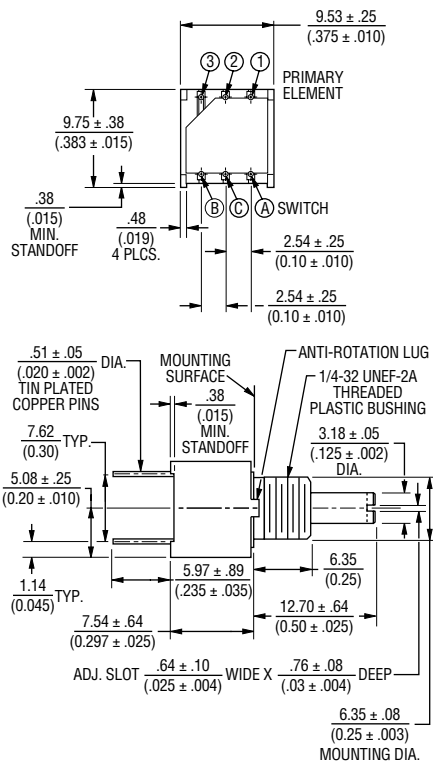 9.53 ± .25
(.375 ± .010)
3
2
1
PRIMARY
ELEMENT
9.75 ± .38
(.383 ± .015)
.38
(.015)
MIN.
STANDOFF
.48
(.019)
4 PLCS.
B
C
A
SWITCH
2.54 ± .25
(0.10 ± .010)
2.54 ± .25
(0.10 ± .010)
.51 ± .05
(.020 ± .002)
DIA.
TIN PLATED
COPPER PINS
MOUNTING
SURFACE
ANTI-ROTATION LUG
1/4-32 UNEF-2A
THREADED
PLASTIC BUSHING
.38
(.015)
MIN.
STANDOFF
3.18 ± .05
(.125 ± .002)
DIA.
7.62
(0.30)
TYP.
5.08 ± .25
(0.20 ± .010)
1.14
(0.045)
TYP.
5.97 ± .89
(.235 ± .035)
6.35
(0.25)
7.54 ± .64
(0.297 ± .025)
12.70 ± .64
(0.50 ± .025)
ADJ. SLOT .64 ± .10 WIDE X .76 ± .08 DEEP
(.025 ± .004) (.03 ± .004)
6.35 ± .08
(0.25 ± .003)
MOUNTING DIA.